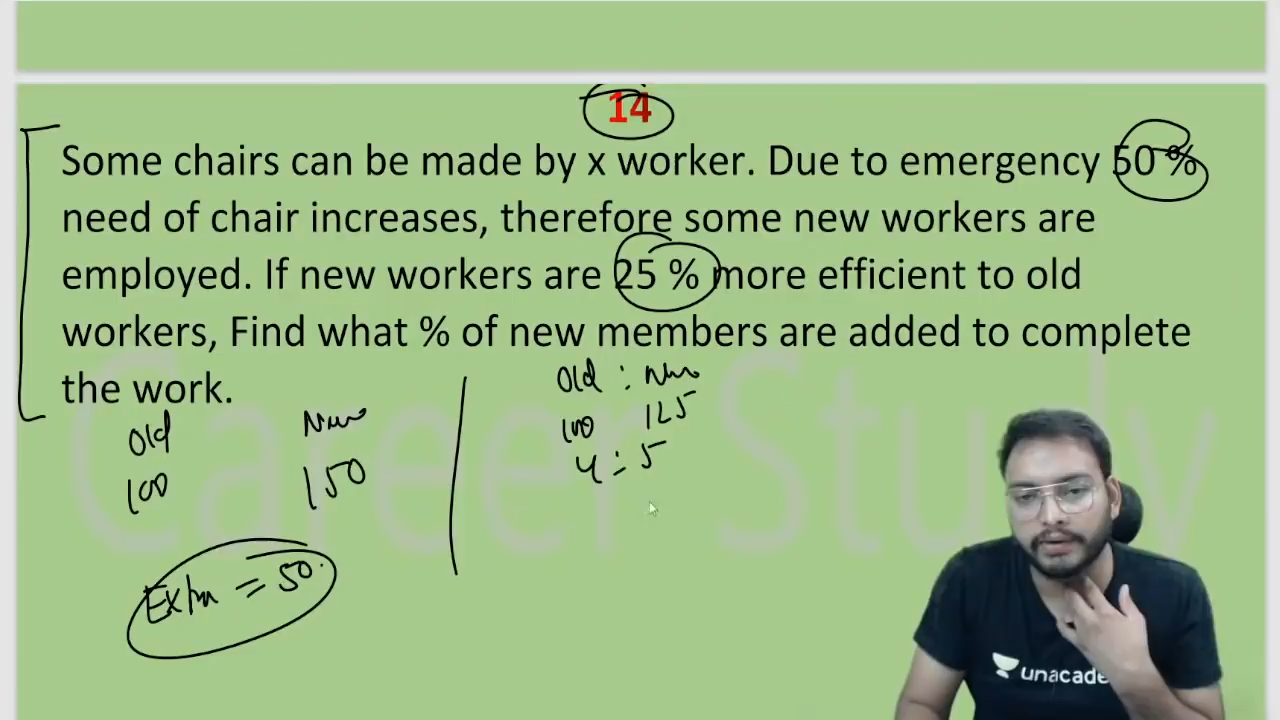 14
Some chairs can be made by x worker. Due to emergency 50 %
need of chair increases, therefore some new workers are
employed. If new workers are 25 % more efficient to old
workers, Find what % of new members are added to complete
the work.
Old New
100 150
Extra = 50
Old : New
100 125
4 : 5
Career Study
unacade